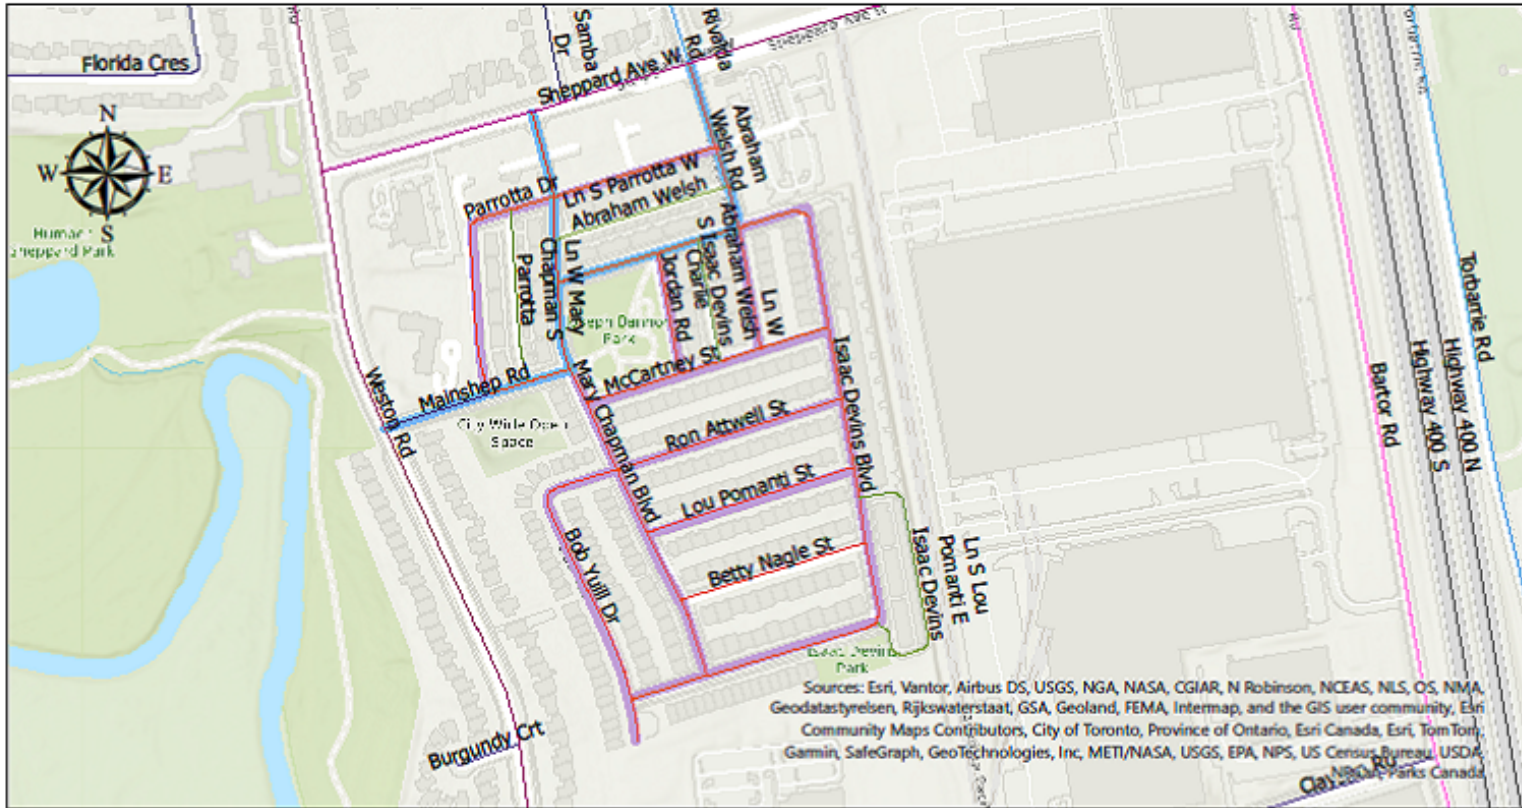 Samba
Dr
Rivalda
Rd
Florida Cres
Sheppard Ave W
N
W
E
S
Abraham
Welsh Rd
Parrotta Dr
Ln S Parrotta W
Abraham Welsh
Parrotta
Ln W Mary
Chapman S
Abraham Welsh
S Isaac Devins
Charlie
Jordan Rd
Ln W
Humber
Sheppard Park
Park
Mainshep Rd
McCartney St
Weston Rd
City Wide Open
Space
Mary Chapman Blvd
Ron Attwell St
Isaac Devins Blvd
Lou Pomanti St
Betty Nagle St
Bob Yuill Dr
Ln S Lou
Pomanti E
Isaac Devins
Isaac Devins
Park
Burgundy Crt
Bartor Rd
Highway 400 S
Highway 400 N
Torbarrie Rd
Sources: Esri, Vantor, Airbus DS, USGS, NGA, NASA, CGIAR, N Robinson, NCEAS, NLS, OS, NMA,
Geodatastyrelsen, Rijkswaterstaat, GSA, Geoland, FEMA, Intermap, and the GIS user community, Esri
Community Maps Contributors, City of Toronto, Province of Ontario, Esri Canada, Esri, TomTom,
Garmin, SafeGraph, GeoTechnologies, Inc, METI/NASA, USGS, EPA, NPS, US Census Bureau, USDA,
NRCan, Parks Canada